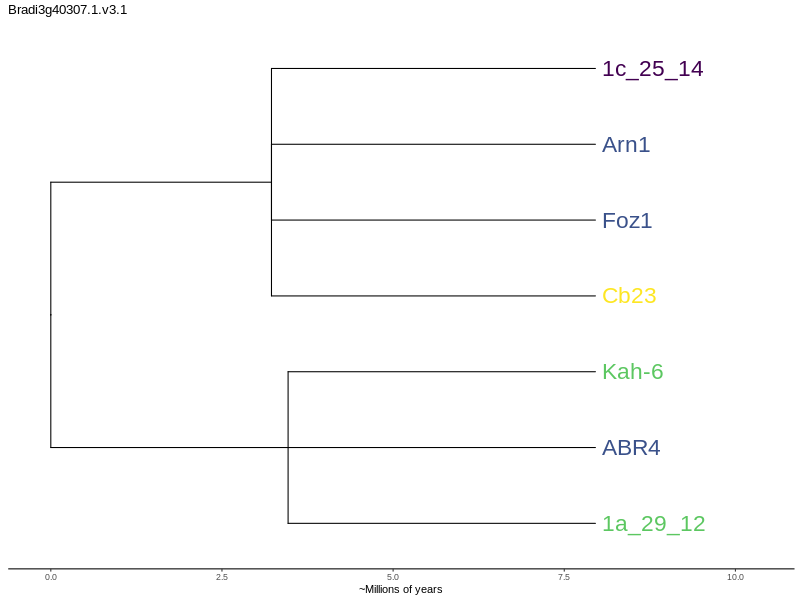 Bradi3g40307.1.v3.1
1c_25_14
Arn1
Foz1
Cb23
Kah-6
ABR4
1a_29_12
0.0 2.5 5.0 7.5 10.0
~Millions of years